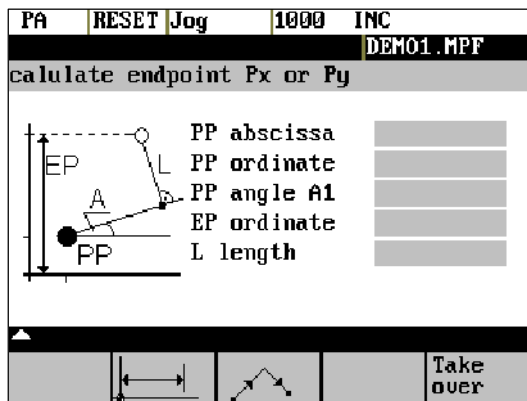 PA RESET Jog 1000 INC
DEMO1.MPF
calulate endpoint Px or Py
PP abscissa
PP ordinate
PP angle A1
EP ordinate
L length
EP
L
A
PP
Take
over